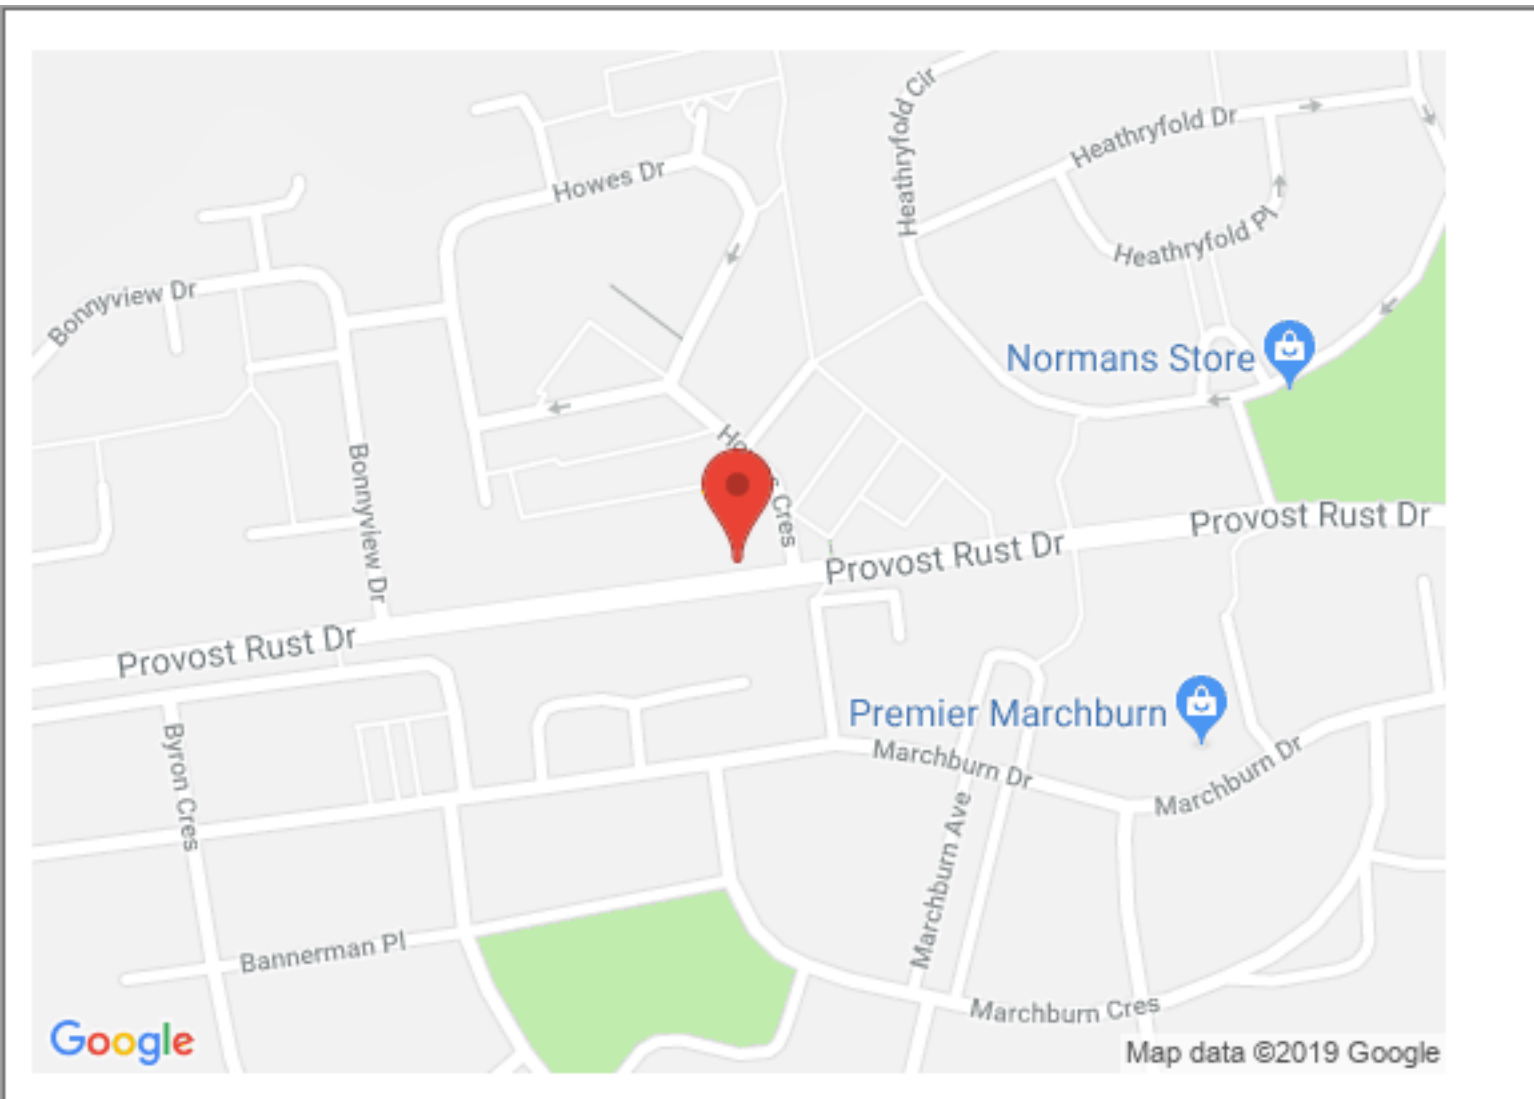 Heathryfold Cir
Heathryfold Dr
Howes Dr
Heathryfold Pl
Bonnyview Dr
Normans Store
Bonnyview Dr
Cres
Provost Rust Dr
Provost Rust Dr
Provost Rust Dr
Premier Marchburn
Byron Cres
Marchburn Dr
Marchburn Dr
Marchburn Ave
Bannerman Pl
Marchburn Cres
Google
Map data ©2019 Google